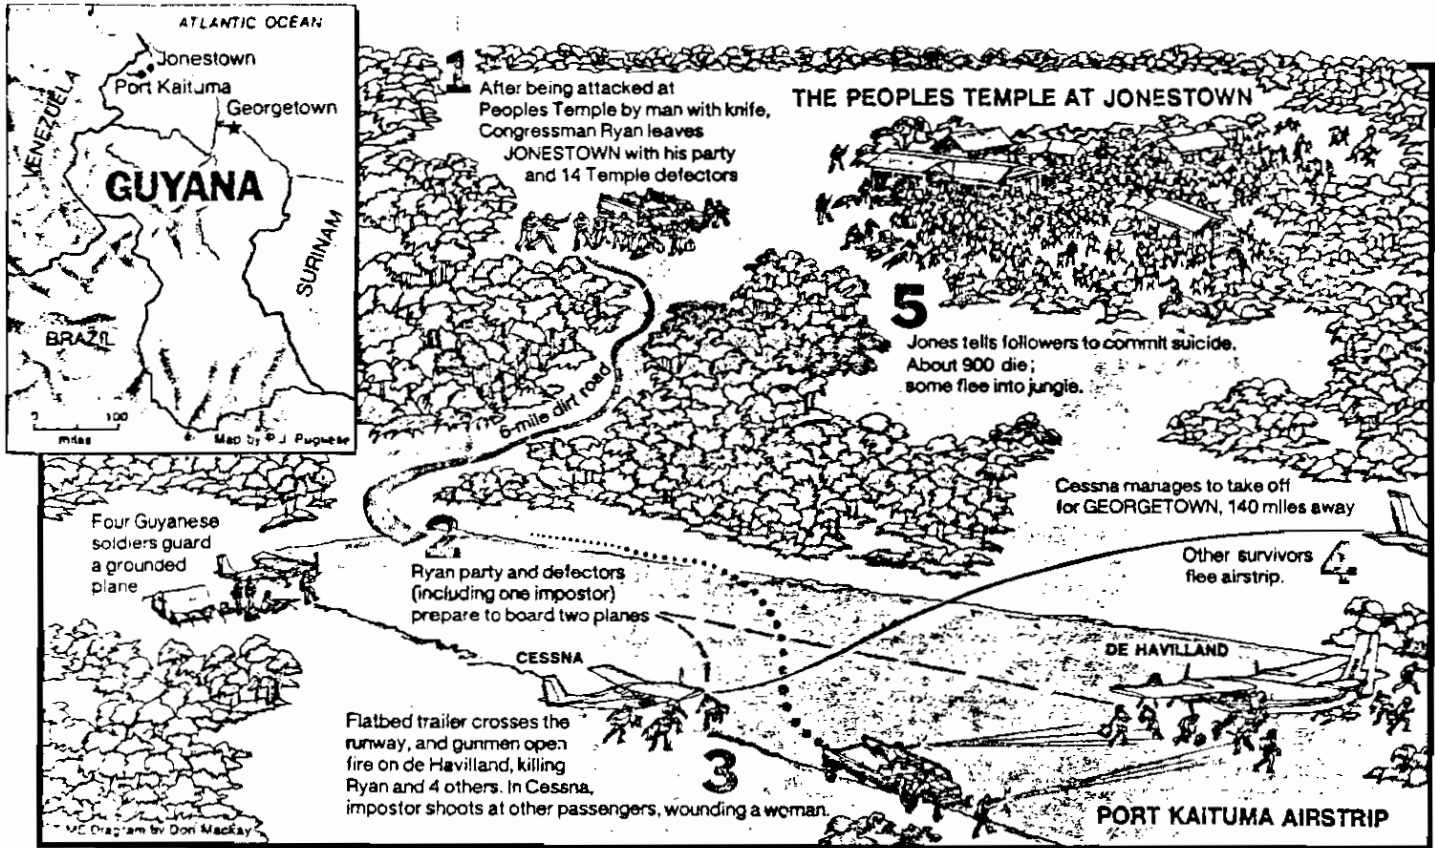 ATLANTIC OCEAN
Jonestown
Port Kaituma
Georgetown
VENEZUELA
GUYANA
SURINAM
BRAZIL
0 100
miles
Map by P.J. Pugliese
1
After being attacked at
Peoples Temple by man with knife,
Congressman Ryan leaves
JONESTOWN with his party
and 14 Temple defectors
THE PEOPLES TEMPLE AT JONESTOWN
5
Jones tells followers to commit suicide.
About 900 die;
some flee into jungle.
6-mile dirt road
Four Guyanese
soldiers guard
a grounded
plane
2
Ryan party and defectors
(including one impostor)
prepare to board two planes
Cessna manages to take off
for GEORGETOWN, 140 miles away
Other survivors
flee airstrip.
4
CESSNA
DE HAVILLAND
Flatbed trailer crosses the
runway, and gunmen open
fire on de Havilland, killing
Ryan and 4 others. In Cessna,
impostor shoots at other passengers, wounding a woman.
3
PORT KAITUMA AIRSTRIP
Diagram by Don Mackay